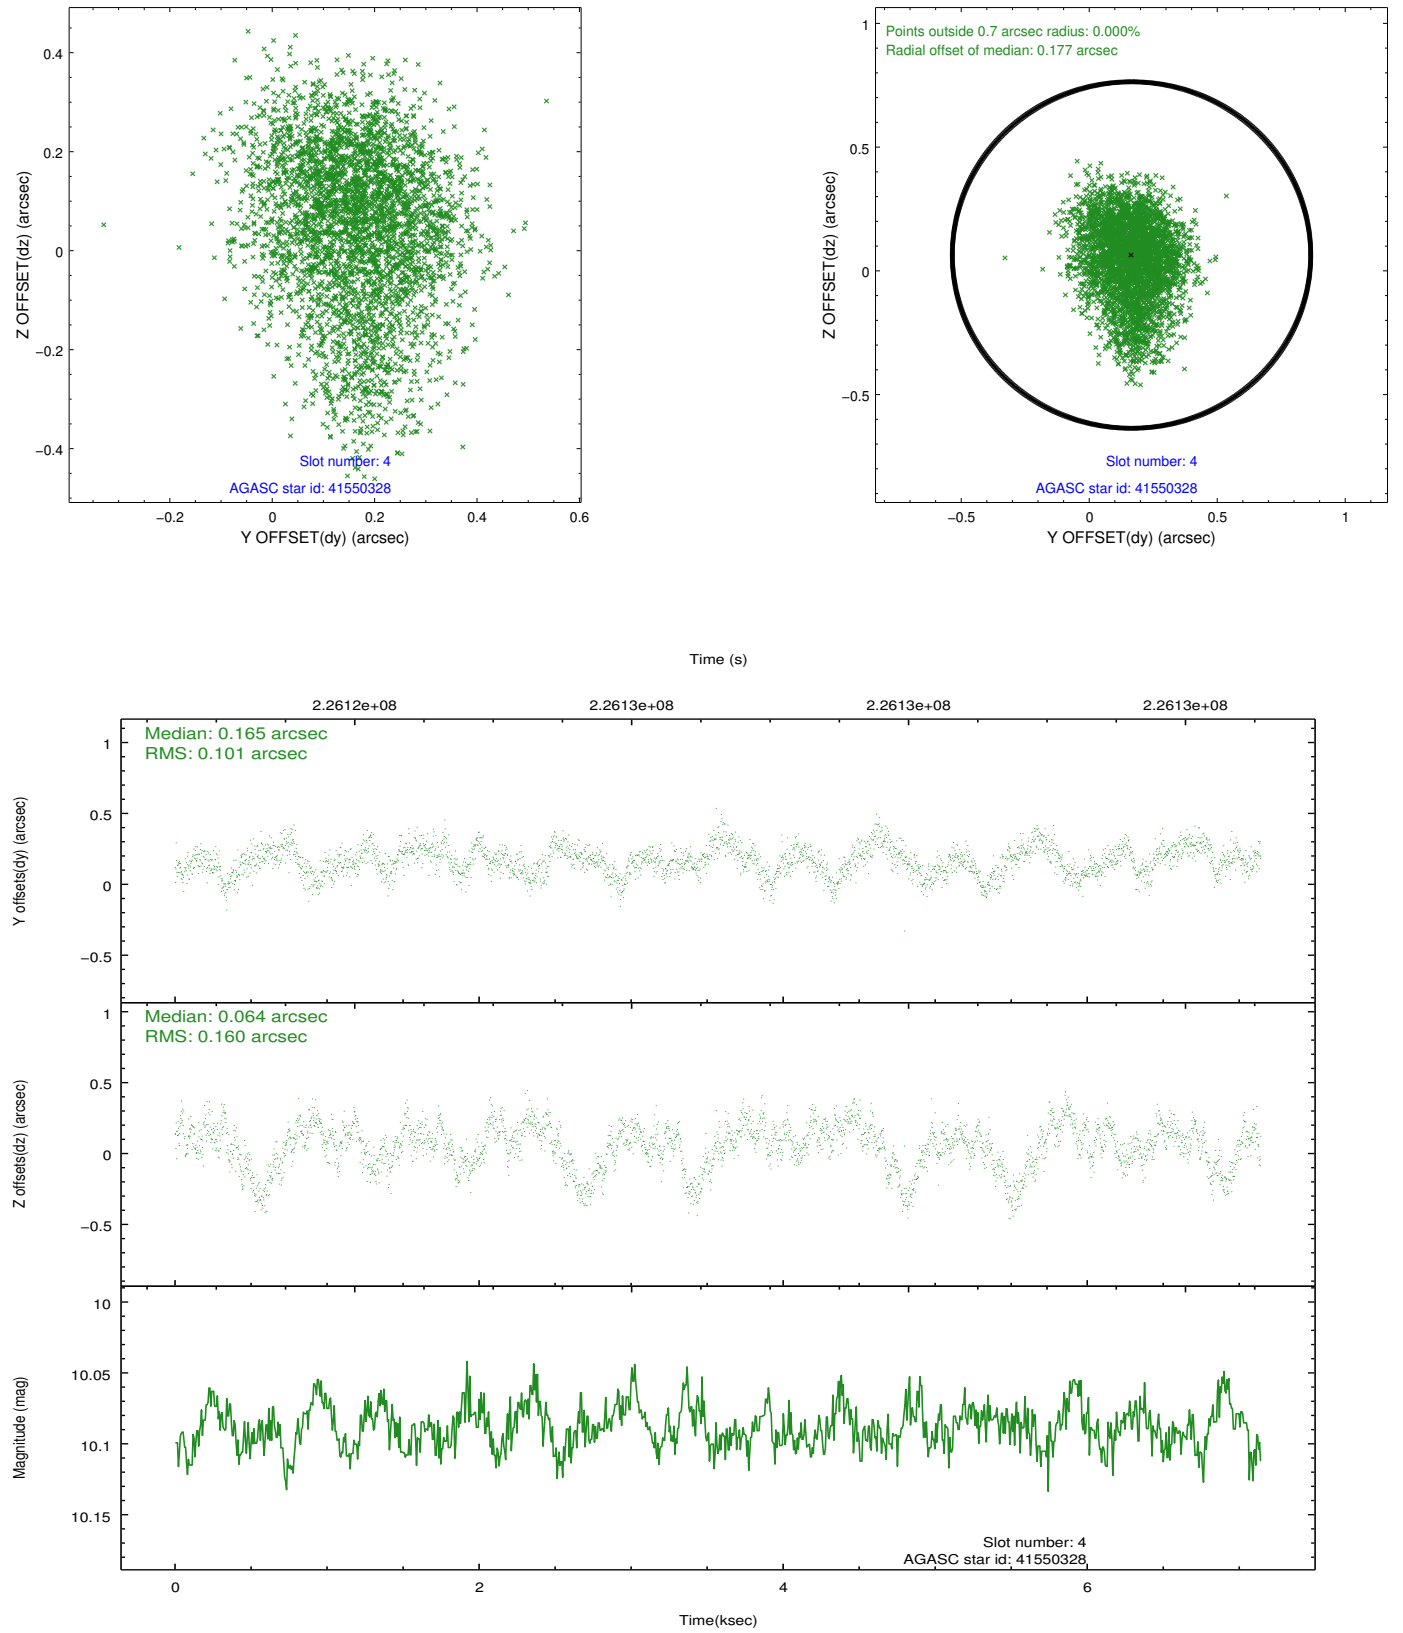 0.4
0.2
0
−0.2
−0.4
Z OFFSET(dz) (arcsec)
Slot number: 4
AGASC star id: 41550328
−0.2
0
0.2
0.4
0.6
Y OFFSET(dy) (arcsec)
Points outside 0.7 arcsec radius: 0.000%
Radial offset of median: 0.177 arcsec
1
0.5
0
−0.5
Z OFFSET(dz) (arcsec)
Slot number: 4
AGASC star id: 41550328
−0.5
0
0.5
1
Y OFFSET(dy) (arcsec)
Time (s)
2.2612e+08
2.2613e+08
2.2613e+08
2.2613e+08
Median: 0.165 arcsec
RMS: 0.101 arcsec
1
0.5
0
−0.5
Y offsets(dy) (arcsec)
Median: 0.064 arcsec
RMS: 0.160 arcsec
1
0.5
0
−0.5
Z offsets(dz) (arcsec)
10
10.05
10.1
10.15
Magnitude (mag)
Slot number: 4
AGASC star id: 41550328
0
2
4
6
Time(ksec)